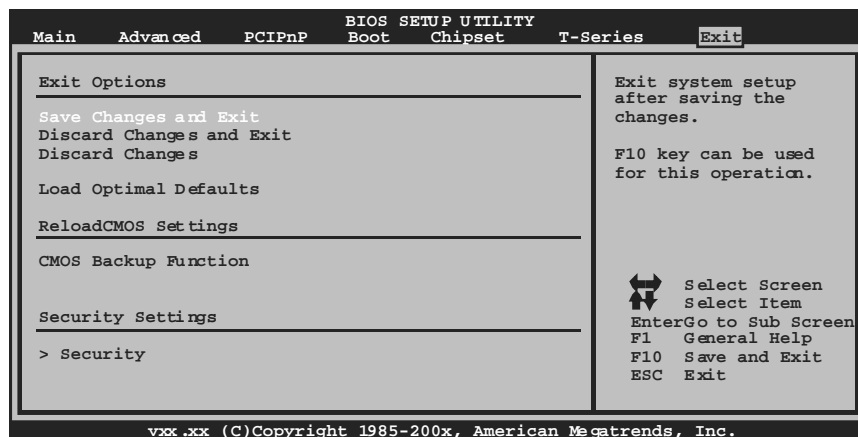 BIOS SETUP UTILITY
Main Advanced PCIPnP Boot Chipset T-Series Exit
Exit Options
Save Changes and Exit
Discard Changes and Exit
Discard Changes
Load Optimal Defaults
ReloadCMOS Settings
CMOS Backup Function
Security Settings
> Security
Exit system setup
after saving the
changes.
F10 key can be used
for this operation.
Select Screen
Select Item
EnterGo to Sub Screen
F1 General Help
F10 Save and Exit
ESC Exit
vxx.xx (C)Copyright 1985-200x, American Megatrends, Inc.